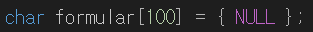 char formular[100] = { NULL };